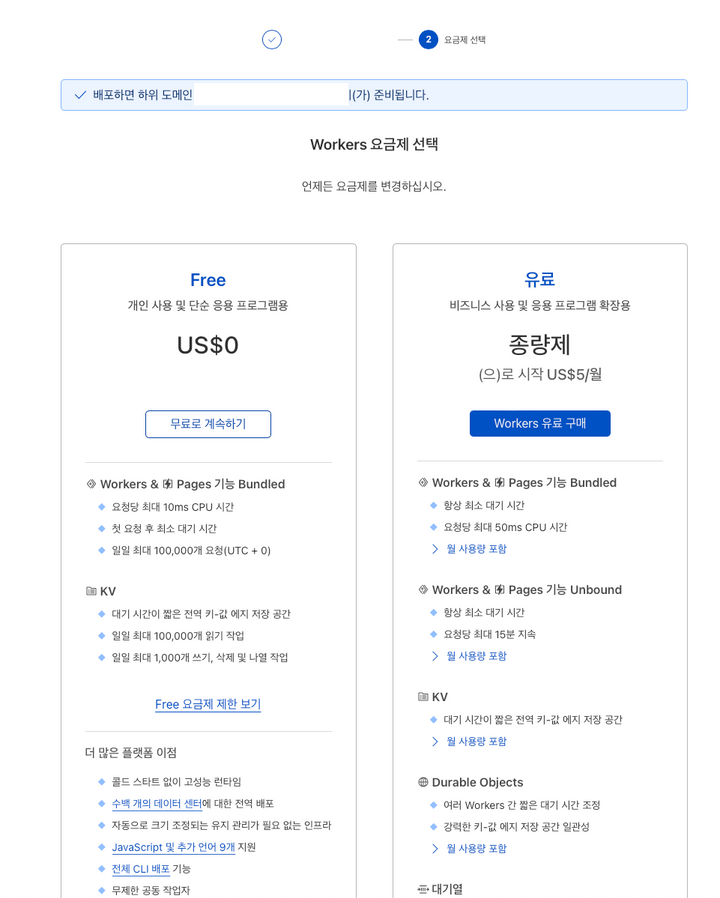 2 요금제 선택
배포하면 하위 도메인 (가) 준비됩니다.
Workers 요금제 선택
언제든 요금제를 변경하십시오.
Free
개인 사용 및 단순 응용 프로그램용
US$0
무료로 계속하기
Workers & Pages 기능 Bundled
요청당 최대 10ms CPU 시간
첫 요청 후 최소 대기 시간
일일 최대 100,000개 요청(UTC + 0)
KV
대기 시간이 짧은 전역 키-값 에지 저장 공간
일일 최대 100,000개 읽기 작업
일일 최대 1,000개 쓰기, 삭제 및 나열 작업
Free 요금제 제한 보기
더 많은 플랫폼 이점
콜드 스타트 없이 고성능 런타임
수백 개의 데이터 센터에 대한 전역 배포
자동으로 크기 조정되는 유지 관리가 필요 없는 인프라
JavaScript 및 추가 언어 9개 지원
전체 CLI 배포 기능
무제한 공동 작업자
유료
비즈니스 사용 및 응용 프로그램 확장용
종량제
(으)로 시작 US$5/월
Workers 유료 구매
Workers & Pages 기능 Bundled
항상 최소 대기 시간
요청당 최대 50ms CPU 시간
월 사용량 포함
Workers & Pages 기능 Unbound
항상 최소 대기 시간
요청당 최대 15분 지속
월 사용량 포함
KV
대기 시간이 짧은 전역 키-값 에지 저장 공간
월 사용량 포함
Durable Objects
여러 Workers 간 짧은 대기 시간 조정
강력한 키-값 에지 저장 공간 일관성
월 사용량 포함
대기열